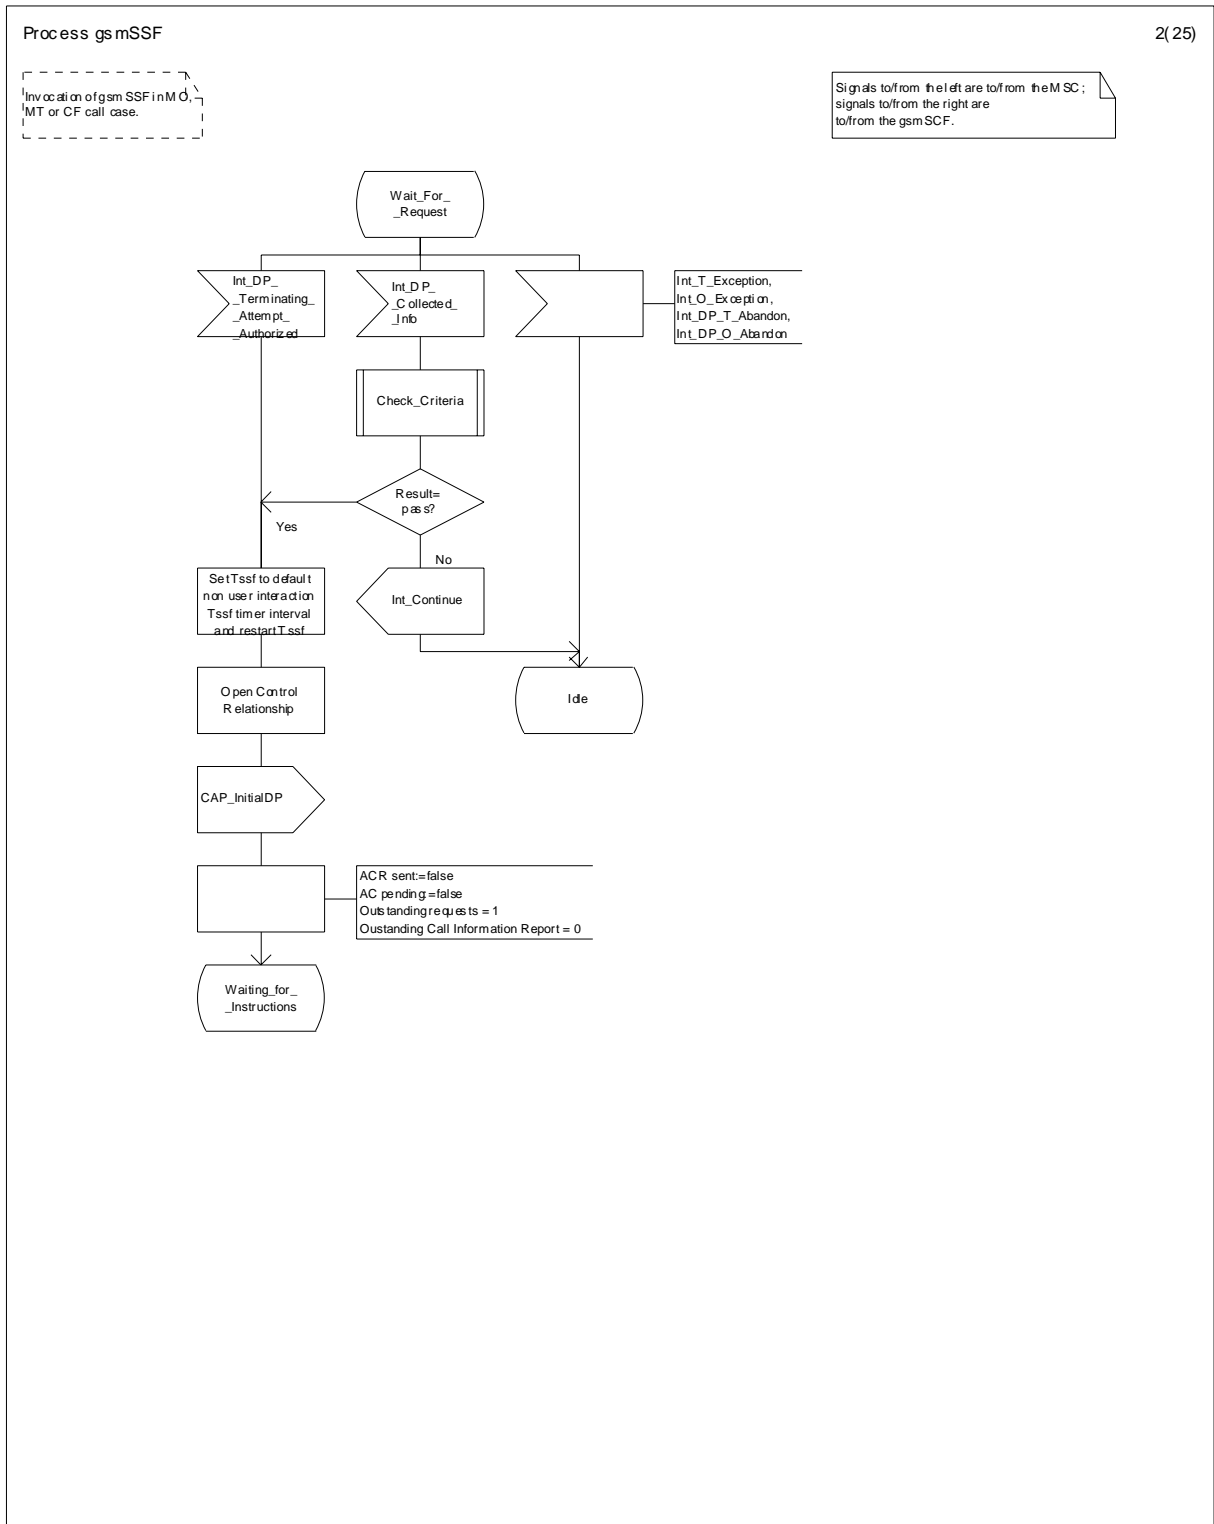 Process gsmSSF
2(25)
Invocation of gsmSSF in MO,
MT or CF call case.
Signals to/from the left are to/from the MSC;
signals to/from the right are
to/from the gsmSCF.
Wait_For_
_Request
Int_DP_
_Terminating_
_Attempt_
_Authorized
Int_DP_
_Collected_
_Info
Int_T_Exception,
Int_O_Exception,
Int_DP_T_Abandon,
Int_DP_O_Abandon
Check_Criteria
Result=
pass?
Yes
No
Set Tssf to default
non user interaction
Tssf timer interval
and restart Tssf
Int_Continue
Open Control
Relationship
Idle
CAP_InitialDP
ACR sent:=false
AC pending:=false
Outstanding requests = 1
Oustanding Call Information Report = 0
Waiting_for_
_Instructions